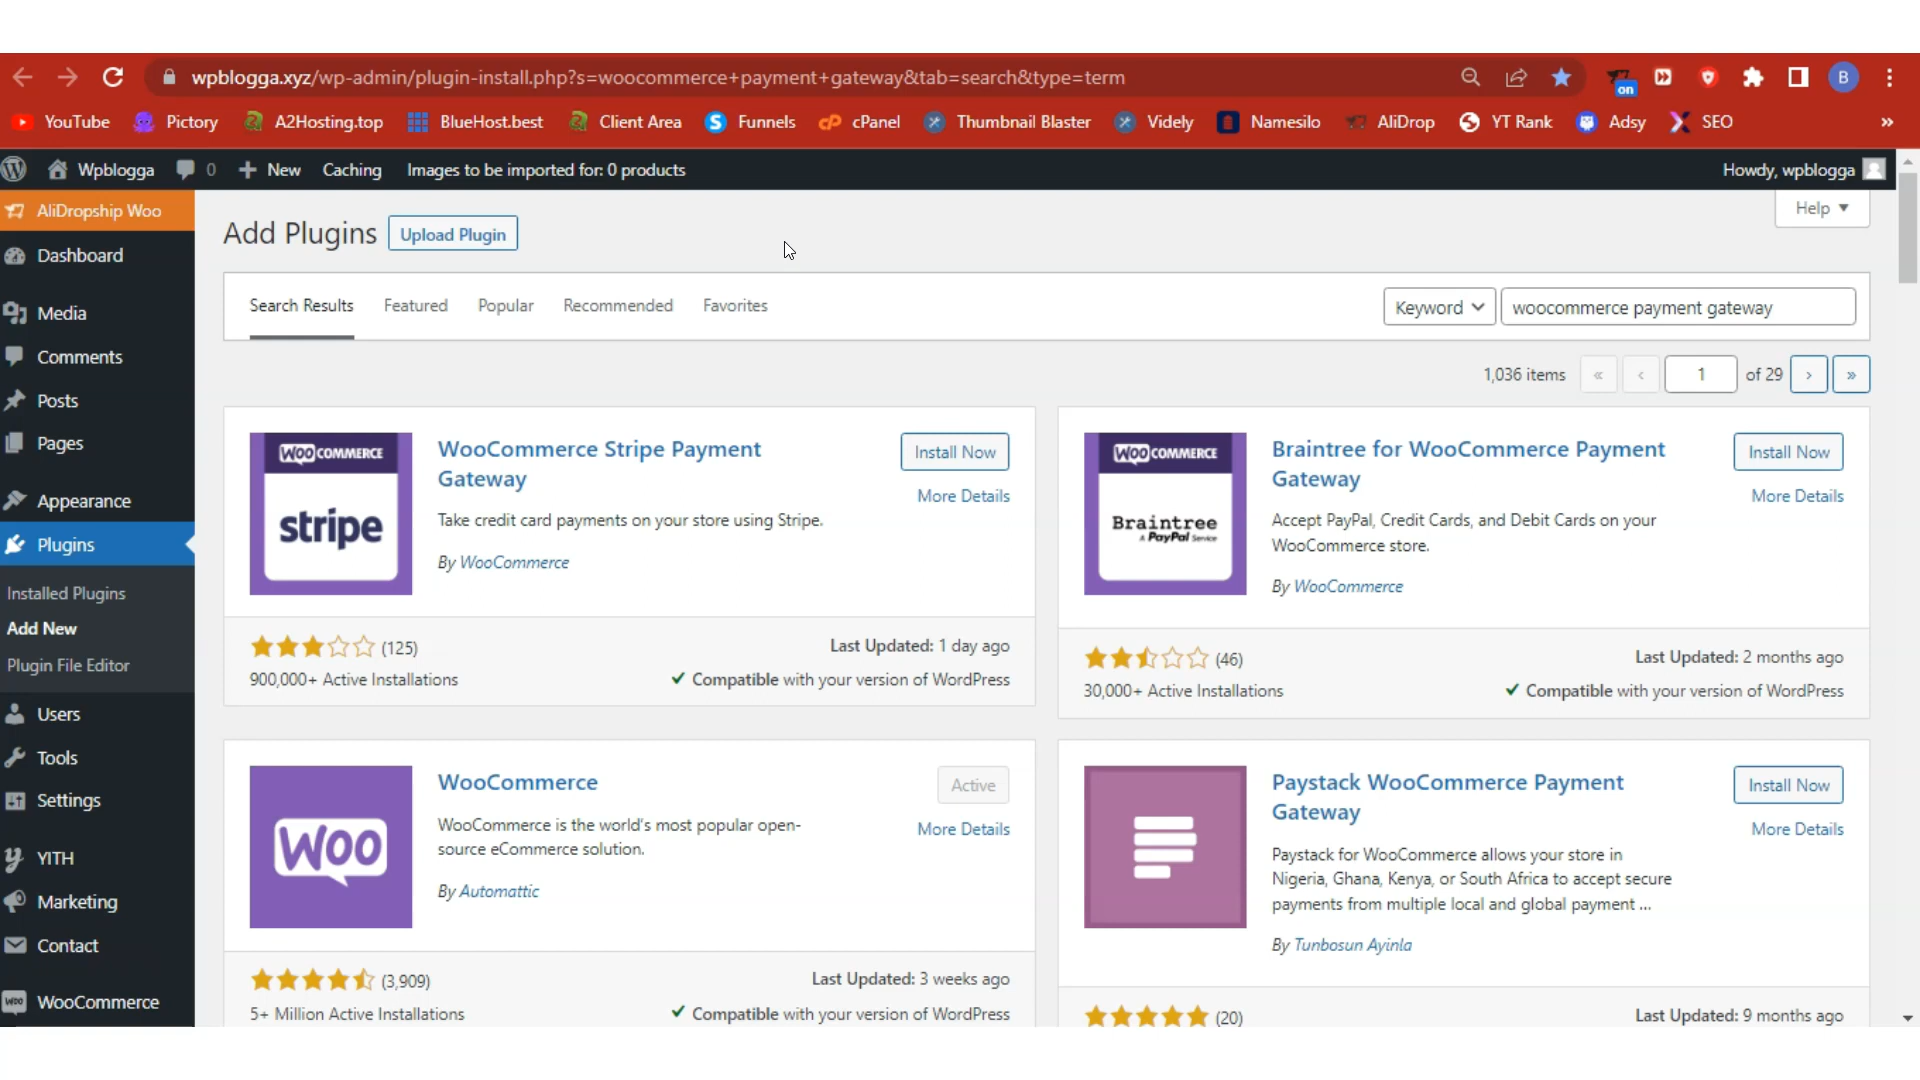 wpblogga.xyz/wp-admin/plugin-install.php?s=woocommerce+payment+gateway&tab=search&type=term
on
B
YouTube Pictory A2Hosting.top BlueHost.best Client Area Funnels cPanel Thumbnail Blaster Videly Namesilo AliDrop YT Rank Adsy SEO »
Wpblogga 0 + New Caching Images to be imported for: 0 products Howdy, wpblogga
AliDropship Woo
Dashboard
Media
Comments
Posts
Pages
Appearance
Plugins
Installed Plugins
Add New
Plugin File Editor
Users
Tools
Settings
YITH
Marketing
Contact
WooCommerce
Help
Add Plugins Upload Plugin
Search Results Featured Popular Recommended Favorites Keyword woocommerce payment gateway
1,036 items « ‹ 1 of 29 › »
WOOCOMMERCE
stripe
WooCommerce Stripe Payment
Gateway
Install Now
More Details
Take credit card payments on your store using Stripe.
By WooCommerce
(125)
Last Updated: 1 day ago
900,000+ Active Installations
✔ Compatible with your version of WordPress
WOOCOMMERCE
Braintree
A PayPal Service
Braintree for WooCommerce Payment
Gateway
Install Now
More Details
Accept PayPal, Credit Cards, and Debit Cards on your
WooCommerce store.
By WooCommerce
(46)
Last Updated: 2 months ago
30,000+ Active Installations
✔ Compatible with your version of WordPress
WOO
WooCommerce
Active
More Details
WooCommerce is the world's most popular open-
source eCommerce solution.
By Automattic
(3,909)
Last Updated: 3 weeks ago
5+ Million Active Installations
✔ Compatible with your version of WordPress
Paystack WooCommerce Payment
Gateway
Install Now
More Details
Paystack for WooCommerce allows your store in
Nigeria, Ghana, Kenya, or South Africa to accept secure
payments from multiple local and global payment ...
By Tunbosun Ayinla
(20)
Last Updated: 9 months ago